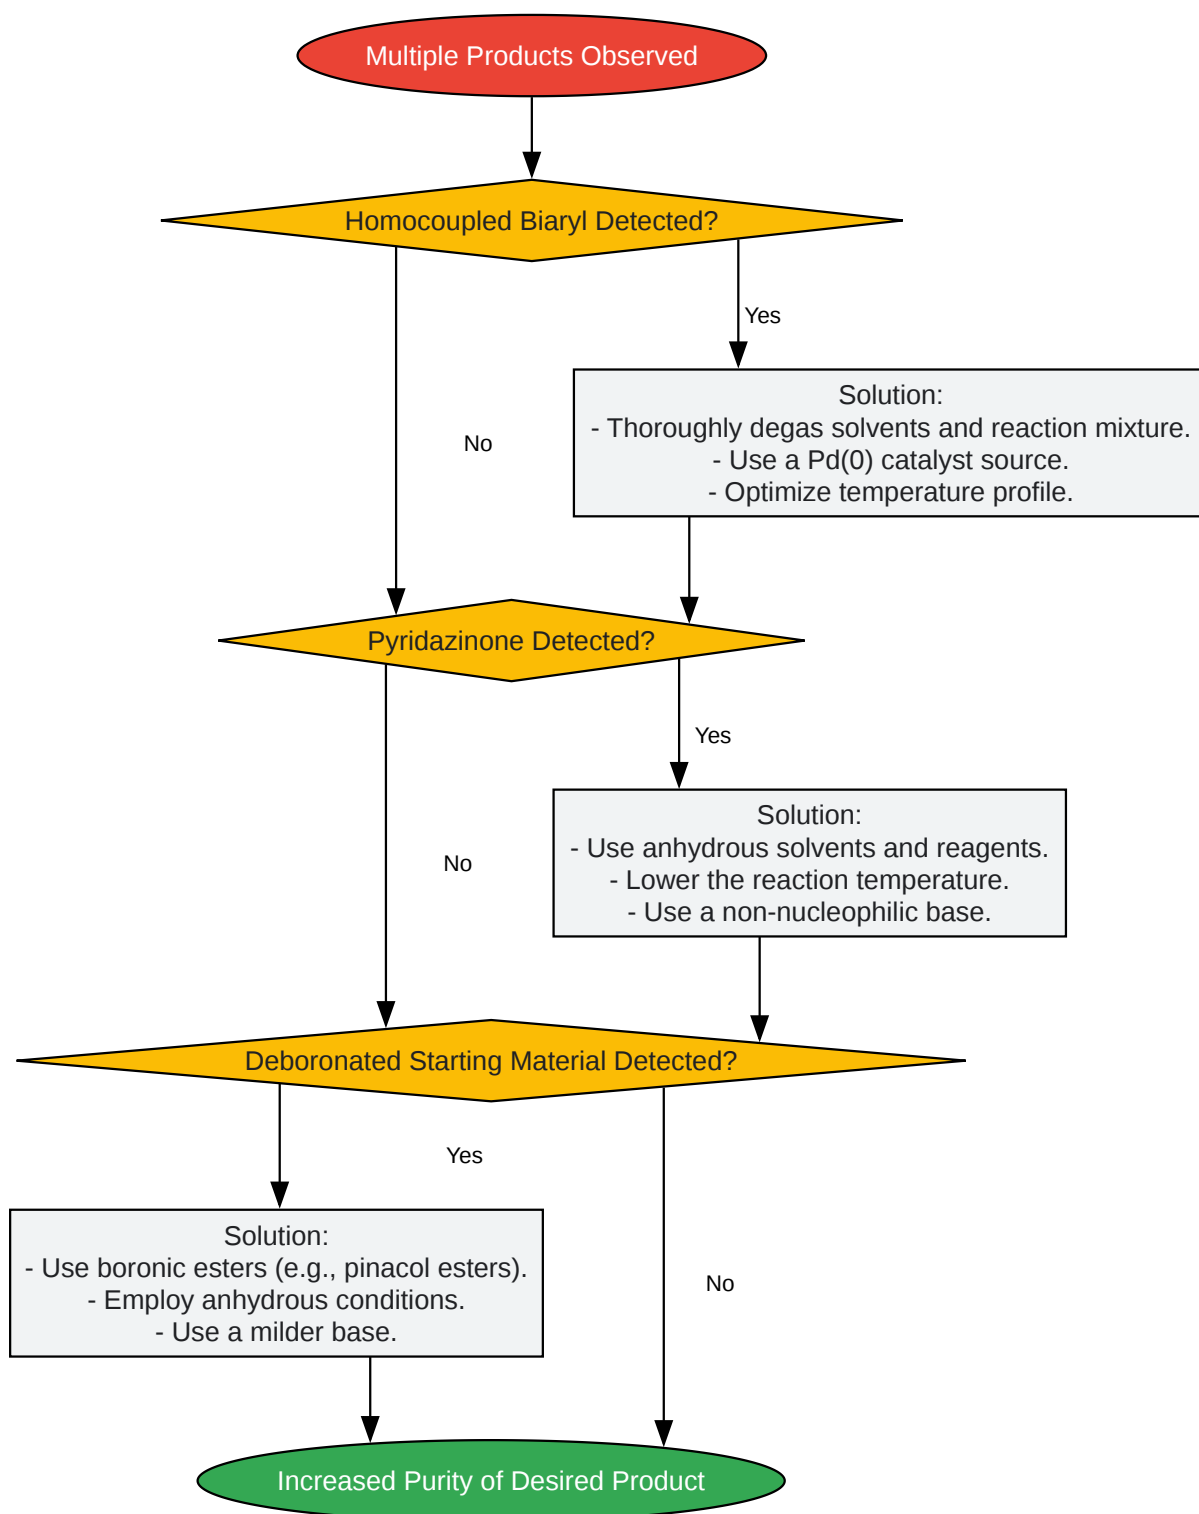 Multiple Products Observed
Homocoupled Biaryl Detected?
Yes
Solution:
- Thoroughly degas solvents and reaction mixture.
- Use a Pd(0) catalyst source.
- Optimize temperature profile.
No
Pyridazinone Detected?
Yes
Solution:
- Use anhydrous solvents and reagents.
- Lower the reaction temperature.
- Use a non-nucleophilic base.
No
Deboronated Starting Material Detected?
Yes
Solution:
- Use boronic esters (e.g., pinacol esters).
- Employ anhydrous conditions.
- Use a milder base.
No
Increased Purity of Desired Product